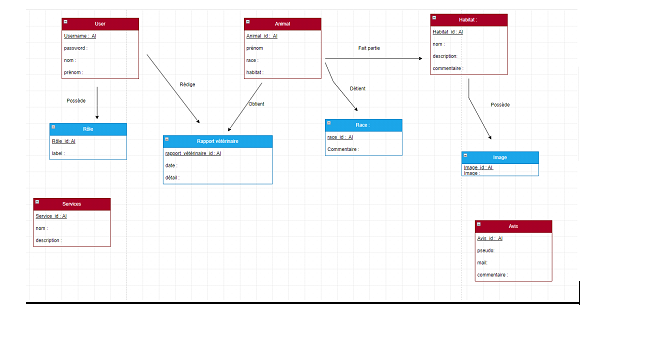 User
Username : AI
password :
nom :
prénom :
Animal
Animal_id : AI
prénom
race :
habitat :
Habitat :
Habitat_id : AI
nom :
description:
commentaire :
Fait partie
Rédige
Détient
Possède
Obtient
Possède
Rôle
Rôle_id: AI
label :
Rapport vétérinaire
rapport_vétérinaire_id : AI
date :
détail :
Race
race_id : AI
Commentaire :
Image
Image_id : AI
Image :
Services
Service_id : AI
nom :
description :
Avis
Avis_id : AI
pseudo:
mail:
commentaire :